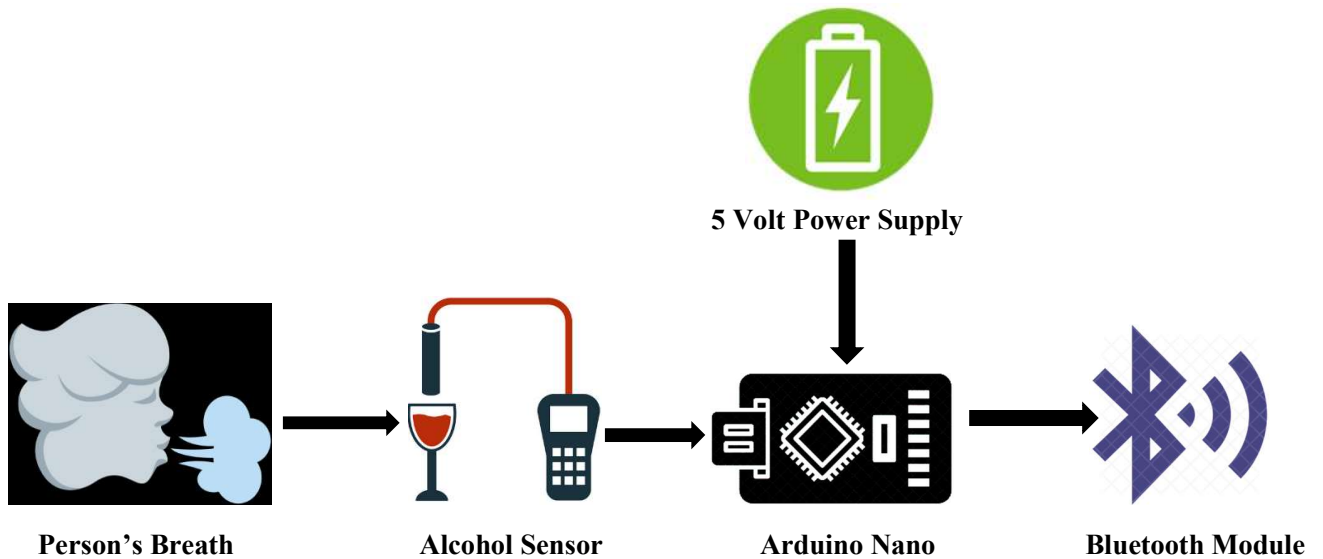 5 Volt Power Supply
Person’s Breath
Alcohol Sensor
Arduino Nano
Bluetooth Module